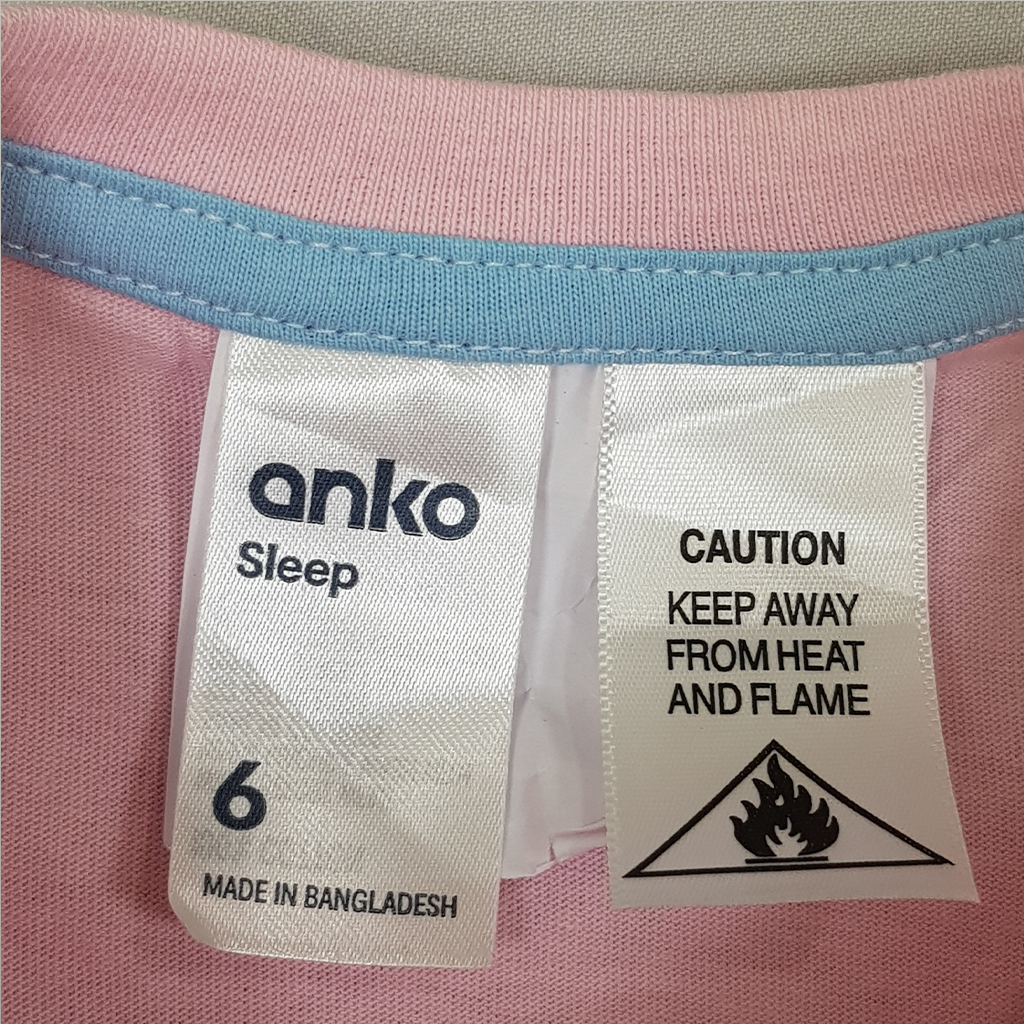 anko
Sleep
6
MADE IN BANGLADESH
CAUTION
KEEP AWAY
FROM HEAT
AND FLAME